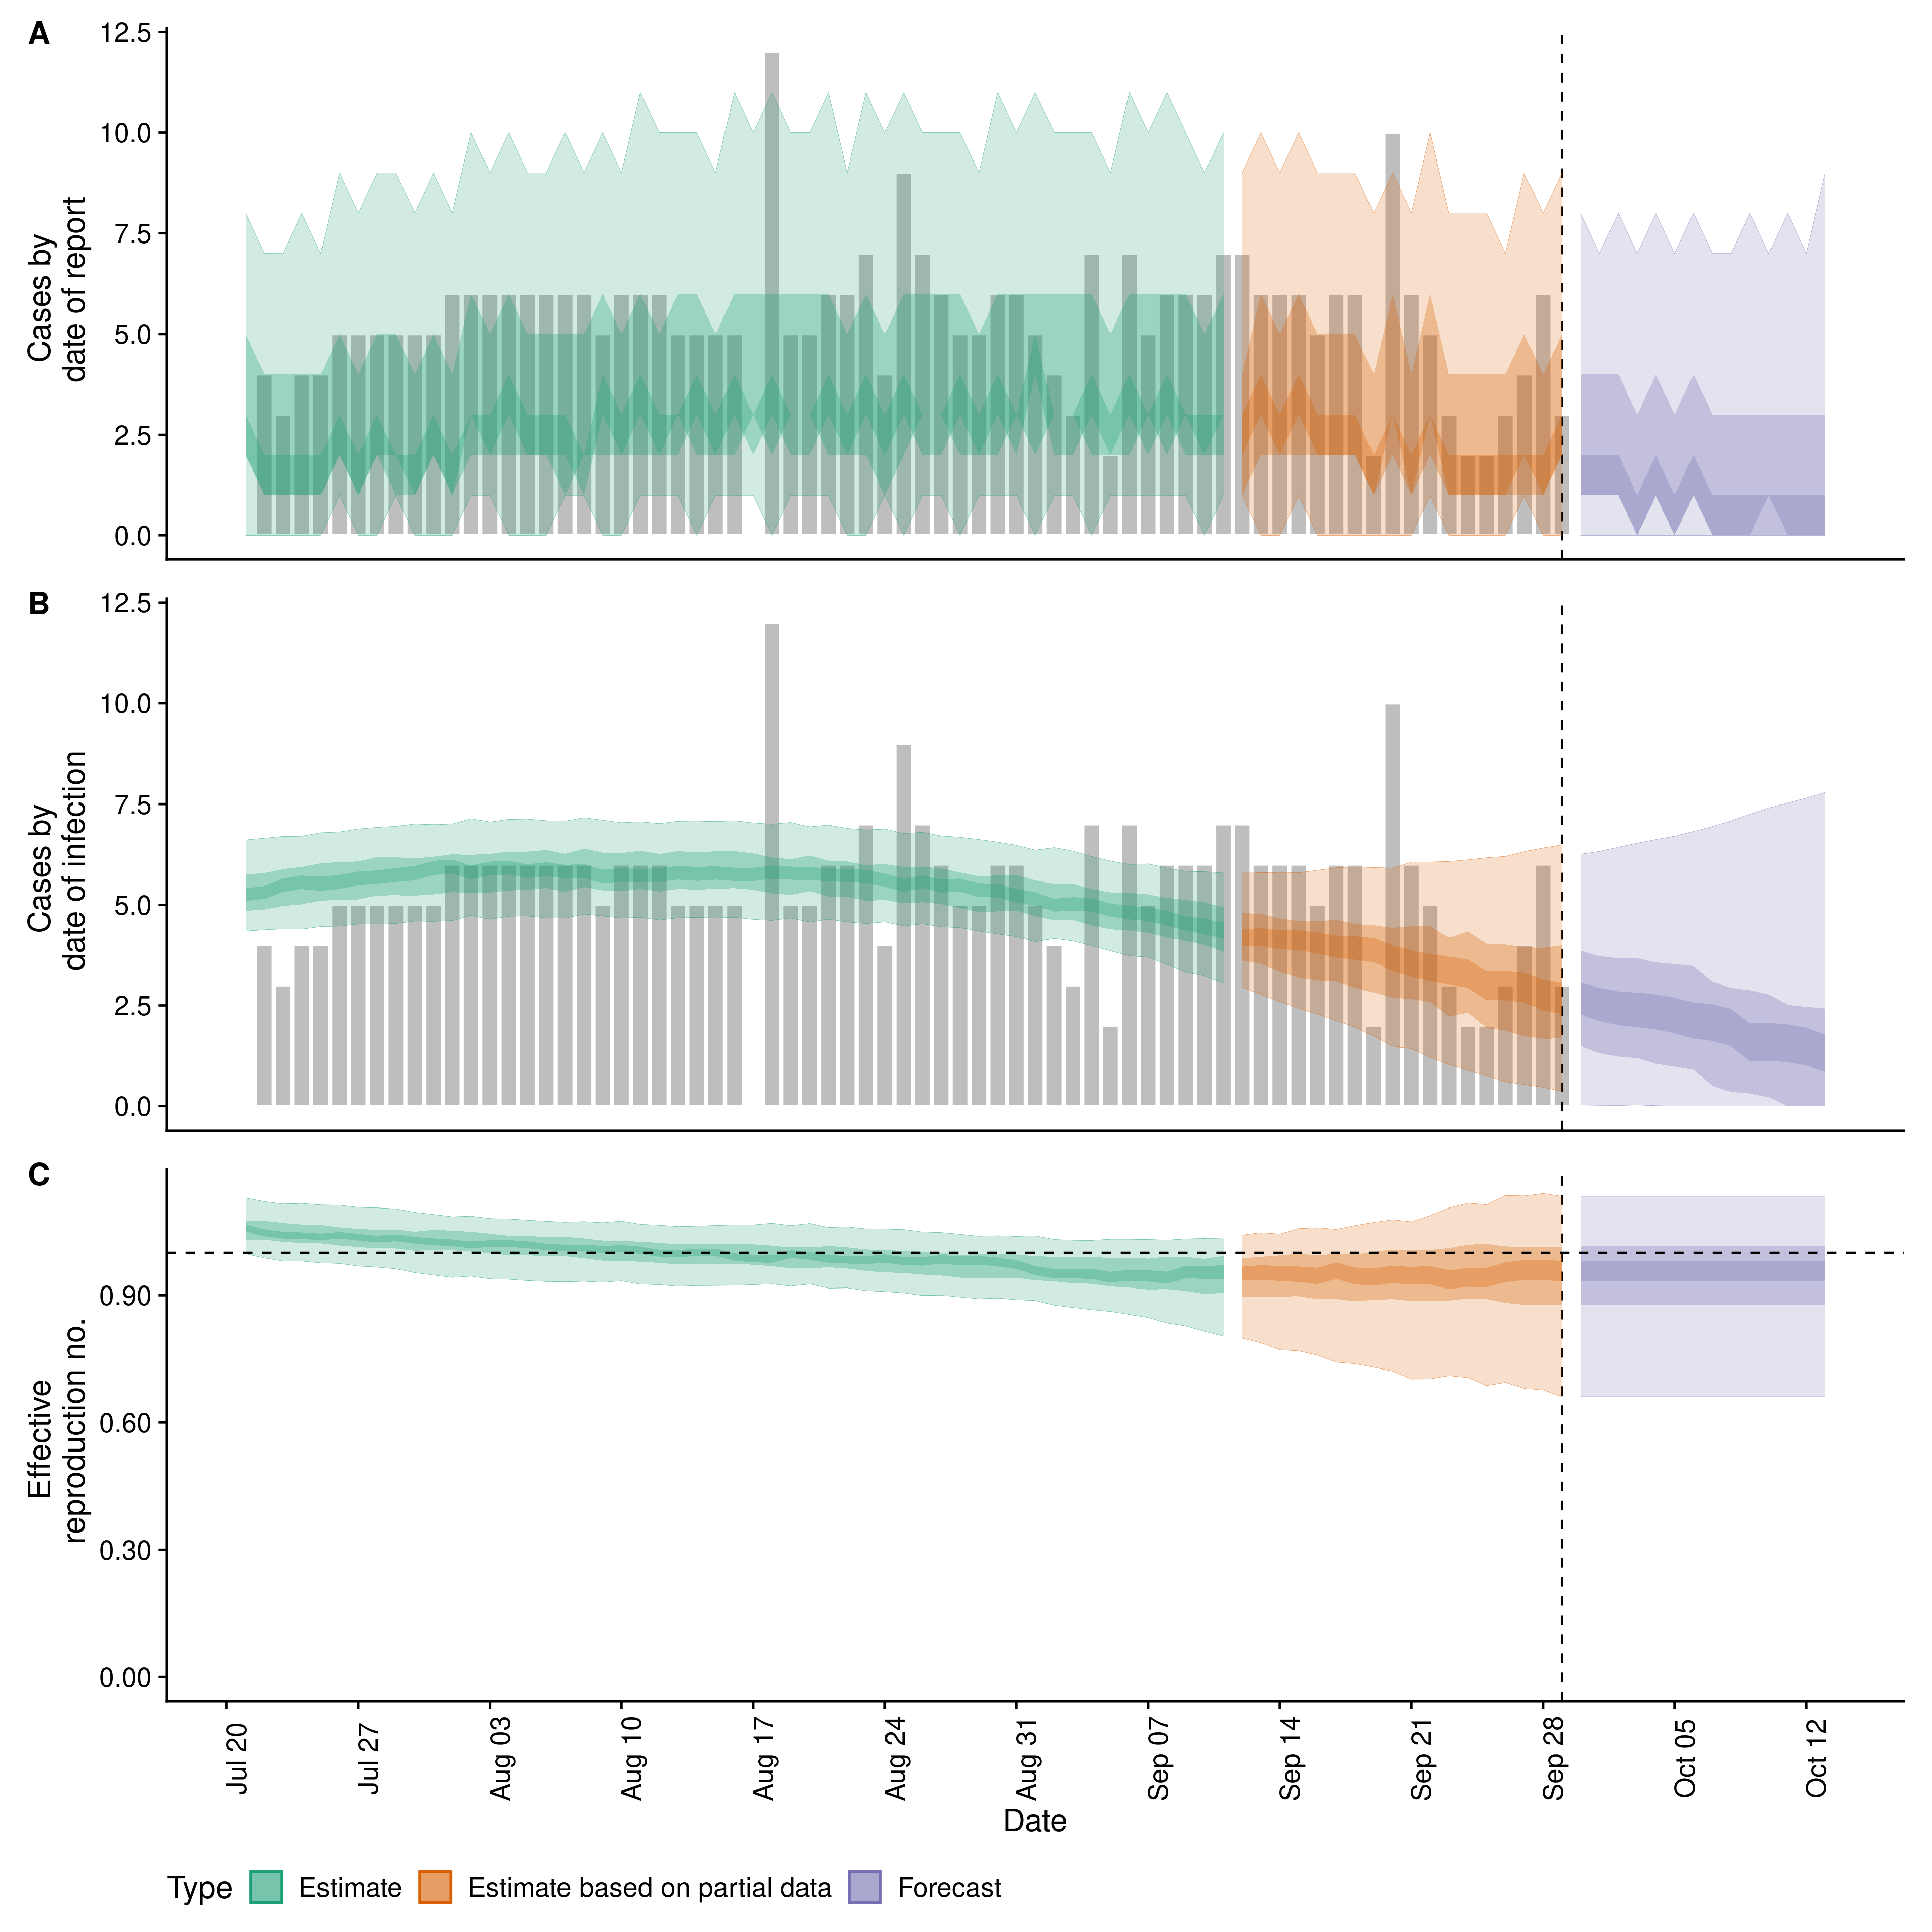 A
12.5
10.0
7.5
5.0
2.5
0.0
Cases by
date of report
B
12.5
10.0
7.5
5.0
2.5
0.0
Cases by
date of infection
C
0.90
0.60
0.30
0.00
Effective
reproduction no.
Jul 20
Jul 27
Aug 03
Aug 10
Aug 17
Aug 24
Aug 31
Sep 07
Sep 14
Sep 21
Sep 28
Oct 05
Oct 12
Date
Type Estimate Estimate based on partial data Forecast